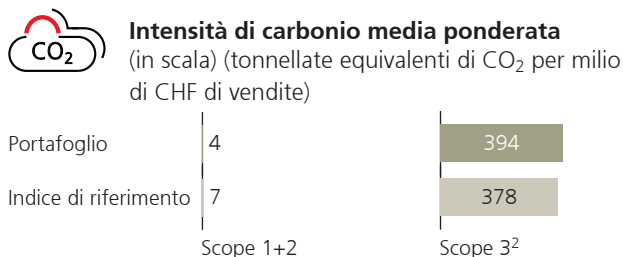 CO₂
Intensità di carbonio media ponderata
(in scala) (tonnellate equivalenti di CO₂ per milio
di CHF di vendite)
Portafoglio 4 394
Indice di riferimento 7 378
Scope 1+2 Scope 3²